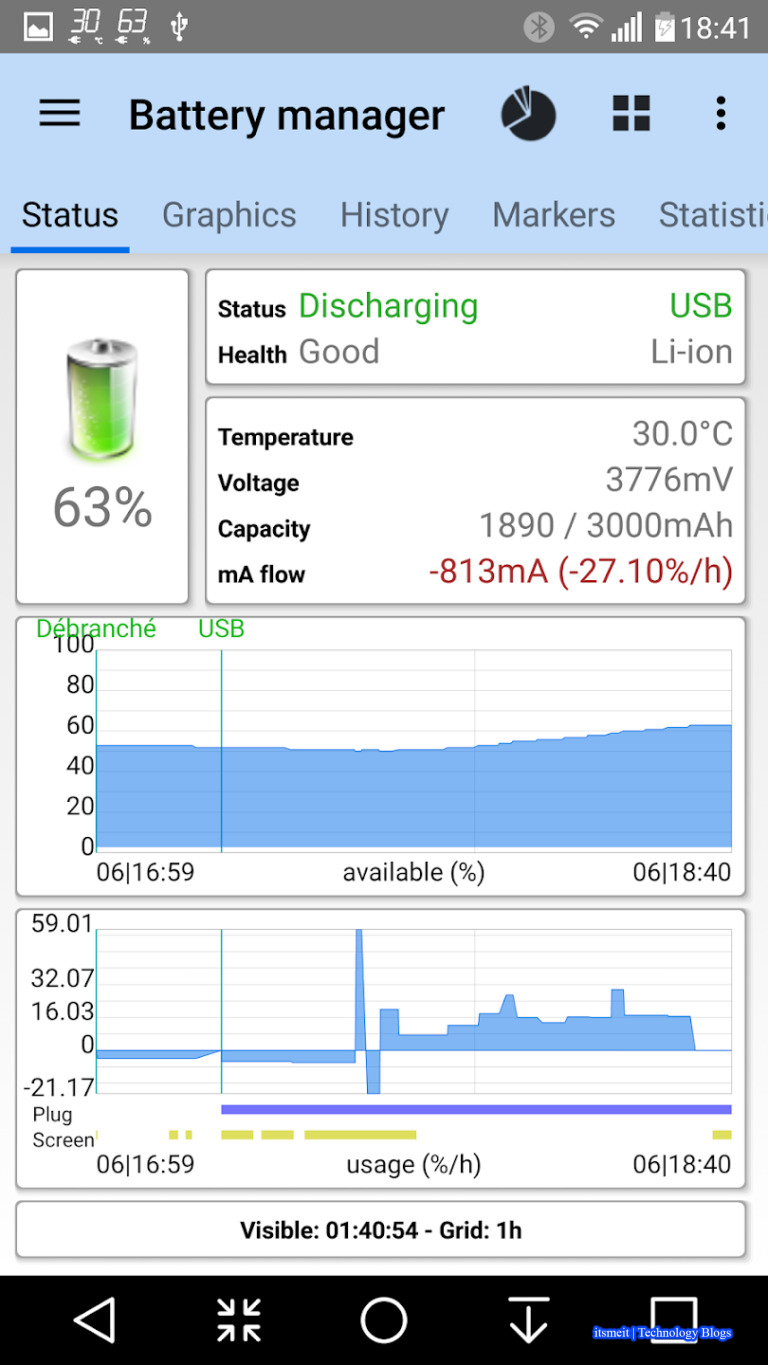 30 °C 63 % 18:41
Battery manager
Status Graphics History Markers Statisti
Status Discharging USB
Health Good Li-ion
63%
Temperature 30.0°C
Voltage 3776mV
Capacity 1890 / 3000mAh
mA flow -813mA (-27.10%/h)
Débranché USB
100
80
60
40
20
0
06|16:59 available (%) 06|18:40
59.01
32.07
16.03
0
-21.17
Plug
Screen
06|16:59 usage (%/h) 06|18:40
Visible: 01:40:54 - Grid: 1h
itsmeit | Technology Blogs